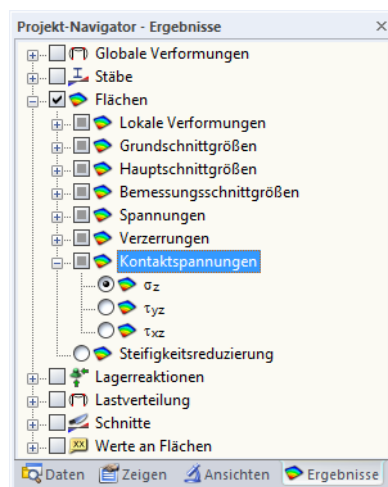 Projekt-Navigator - Ergebnisse
Globale Verformungen
Stäbe
Flächen
Lokale Verformungen
Grundschnittgrößen
Hauptschnittgrößen
Bemessungsschnittgrößen
Spannungen
Verzerrungen
Kontaktspannungen
σz
τyz
τxz
Steifigkeitsreduzierung
Lagerreaktionen
Lastverteilung
Schnitte
xx Werte an Flächen
Daten Zeigen Ansichten Ergebnisse